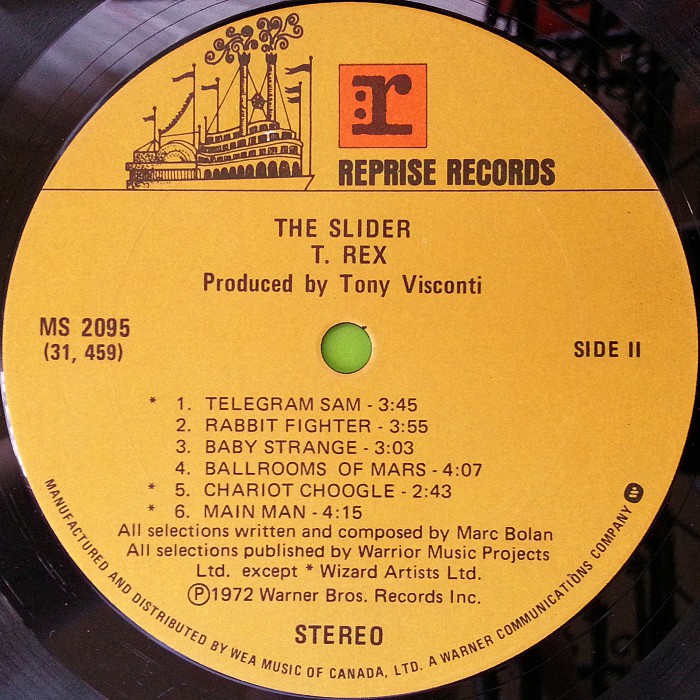 r
REPRISE RECORDS
THE SLIDER
T. REX
Produced by Tony Visconti
MS 2095
(31, 459)
SIDE II
* 1. TELEGRAM SAM - 3:45
2. RABBIT FIGHTER - 3:55
3. BABY STRANGE - 3:03
4. BALLROOMS OF MARS - 4:07
* 5. CHARIOT CHOOGLE - 2:43
* 6. MAIN MAN - 4:15
All selections written and composed by Marc Bolan
All selections published by Warrior Music Projects
Ltd. except * Wizard Artists Ltd.
Ⓟ1972 Warner Bros. Records Inc.
STEREO
MANUFACTURED AND DISTRIBUTED BY WEA MUSIC OF CANADA, LTD. A WARNER COMMUNICATIONS COMPANY